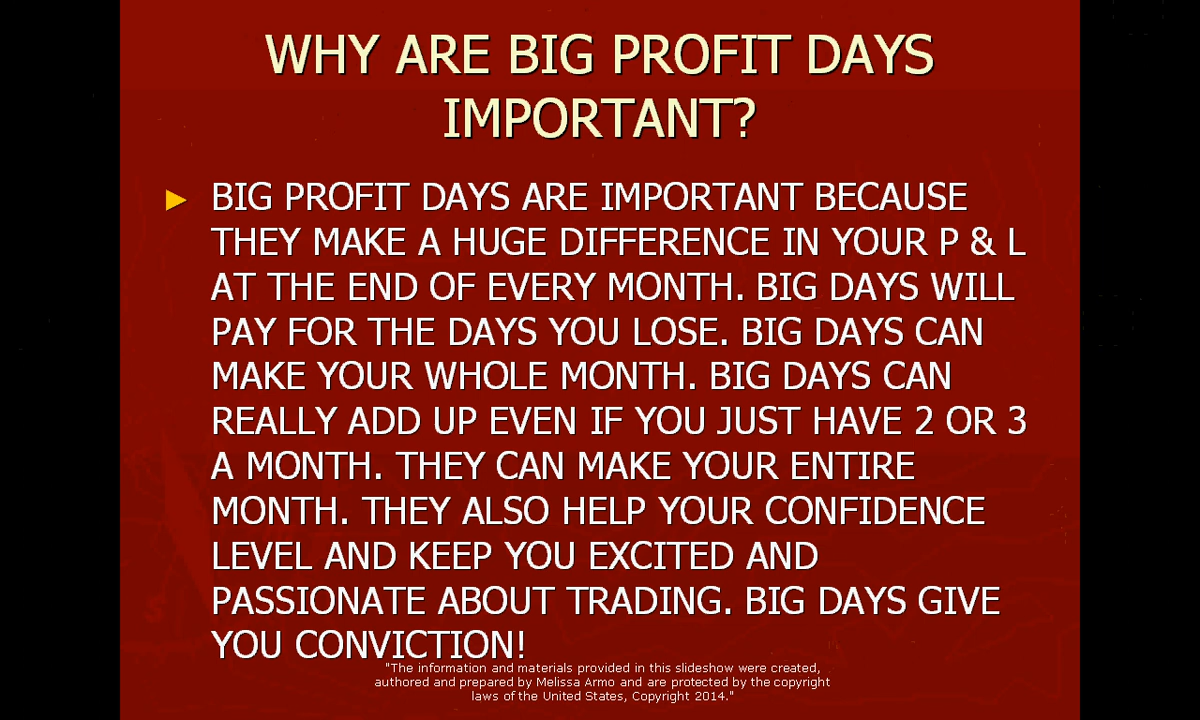 WHY ARE BIG PROFIT DAYS
IMPORTANT?
BIG PROFIT DAYS ARE IMPORTANT BECAUSE
THEY MAKE A HUGE DIFFERENCE IN YOUR P & L
AT THE END OF EVERY MONTH. BIG DAYS WILL
PAY FOR THE DAYS YOU LOSE. BIG DAYS CAN
MAKE YOUR WHOLE MONTH. BIG DAYS CAN
REALLY ADD UP EVEN IF YOU JUST HAVE 2 OR 3
A MONTH. THEY CAN MAKE YOUR ENTIRE
MONTH. THEY ALSO HELP YOUR CONFIDENCE
LEVEL AND KEEP YOU EXCITED AND
PASSIONATE ABOUT TRADING. BIG DAYS GIVE
YOU CONVICTION!
"The information and materials provided in this slideshow were created,
authored and prepared by Melissa Armo and are protected by the copyright
laws of the United States, Copyright 2014."